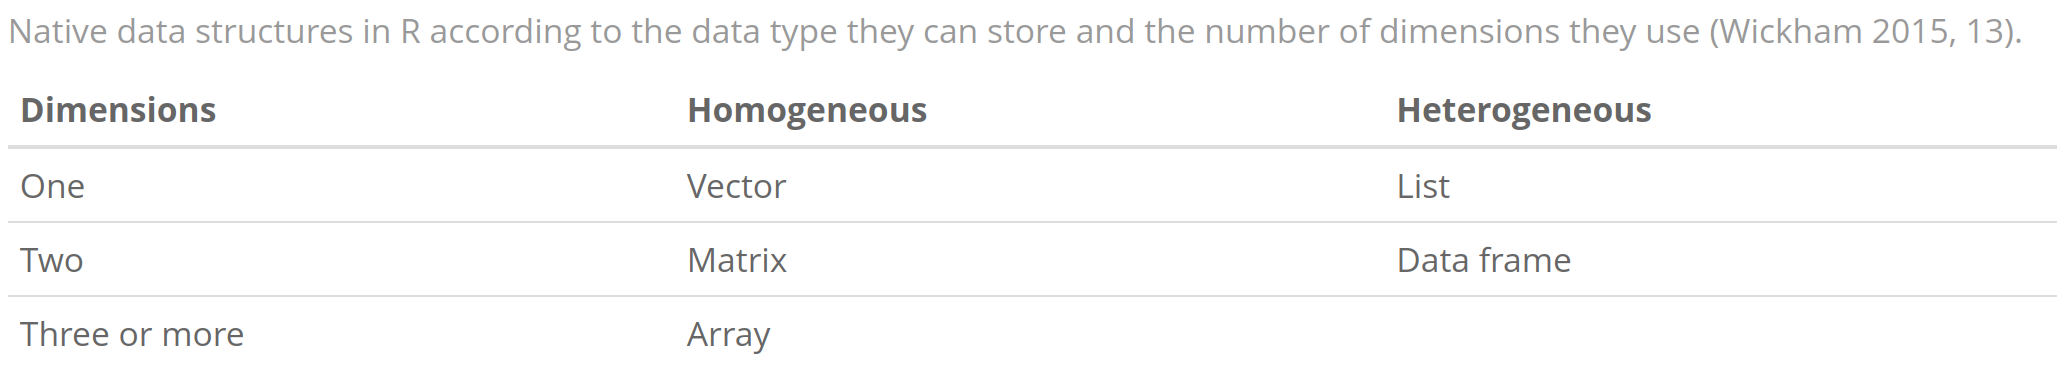 Native data structures in R according to the data type they can store and the number of dimensions they use (Wickham 2015, 13).
Dimensions Homogeneous Heterogeneous
One Vector List
Two Matrix Data frame
Three or more Array